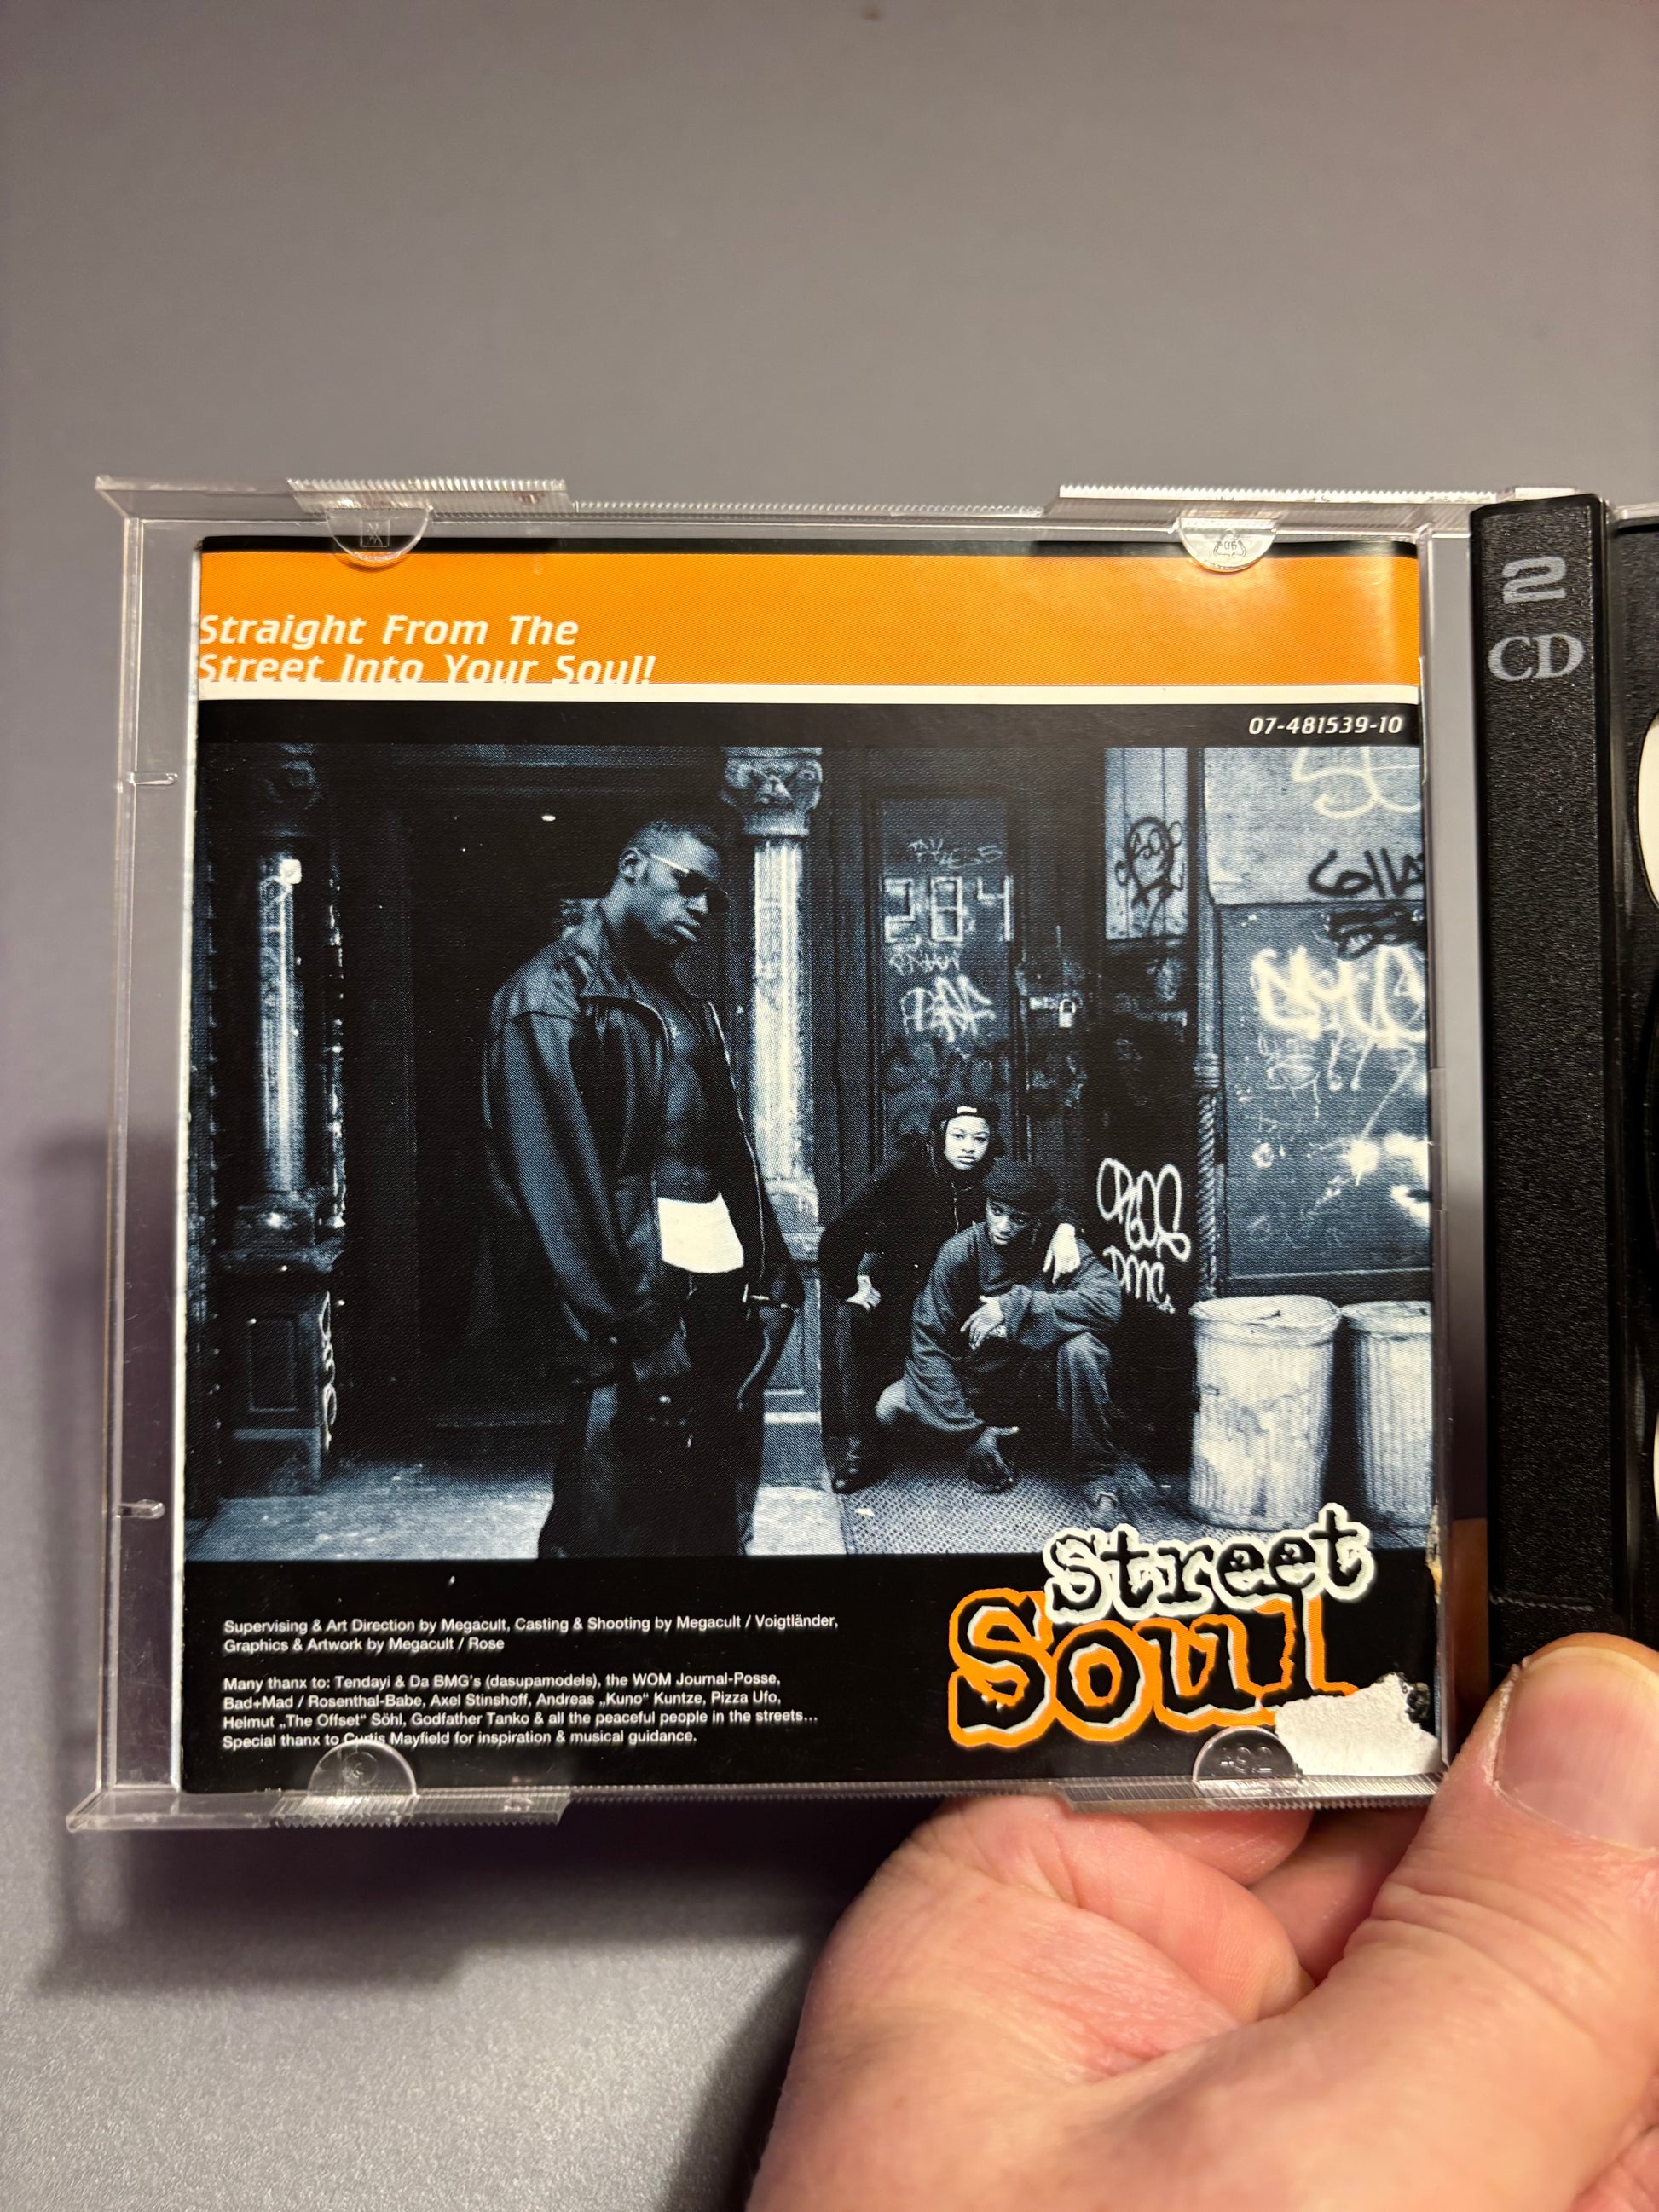 Straight From The
Street Into Your Soul!
07-481539-10
2
CD
284
CROS
DMC
street
Soul
Supervising & Art Direction by Megacult, Casting & Shooting by Megacult / Voigtländer,
Graphics & Artwork by Megacult / Rose
Many thanx to: Tendayi & Da BMG's (dasupamodels), the WOM Journal-Posse,
Bad+Mad / Rosenthal-Babe, Axel Stinshoff, Andreas „Kuno“ Kuntze, Pizza Ufo,
Helmut „The Offset“ Söhl, Godfather Tanko & all the peaceful people in the streets...
Special thanx to Curtis Mayfield for inspiration & musical guidance.